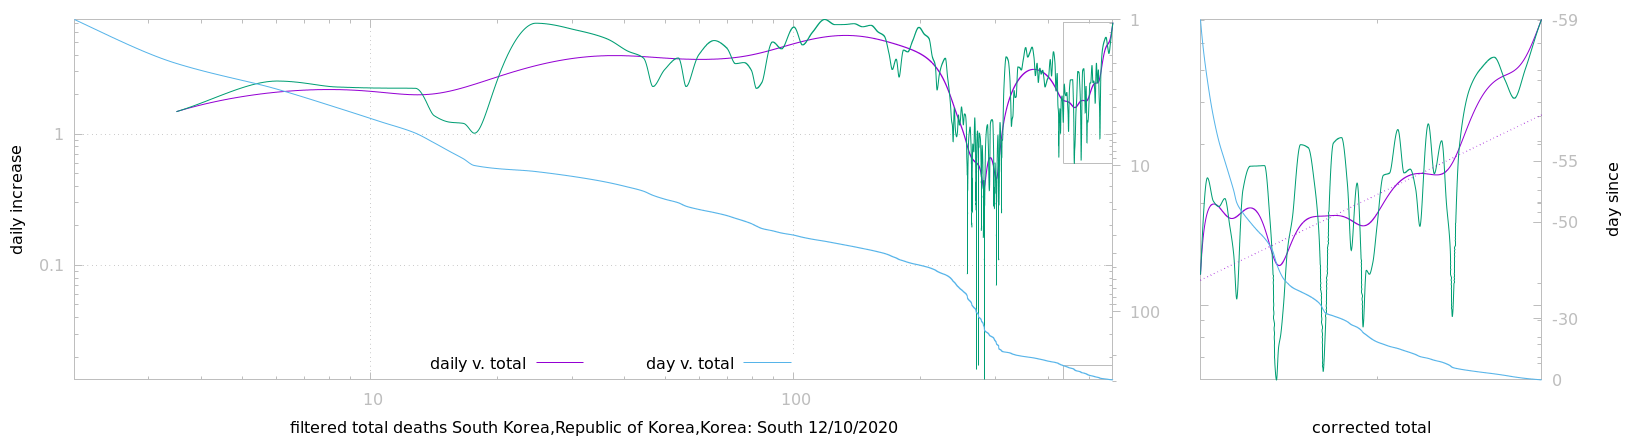 daily increase
1
0.1
10
100
1
10
100
daily v. total
day v. total
filtered total deaths South Korea,Republic of Korea,Korea: South 12/10/2020
-59
-55
-50
-30
0
day since
corrected total